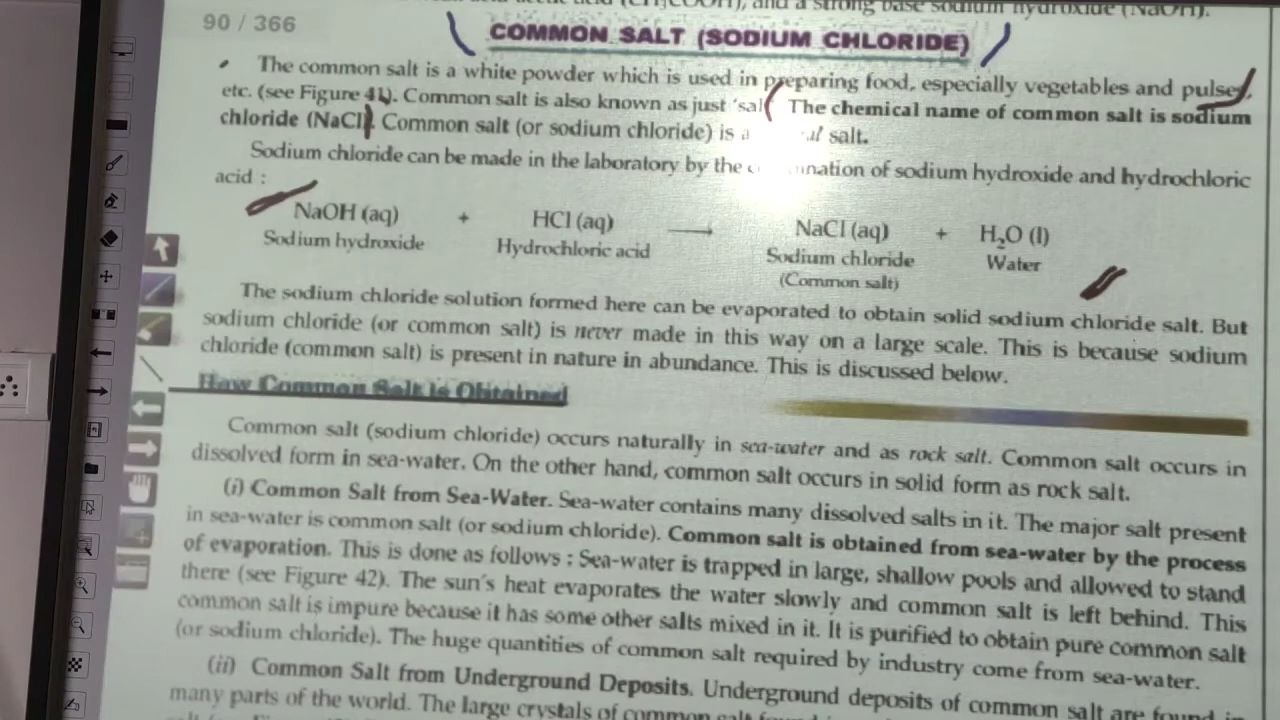 90 / 366
and a strong base sodium hydroxide (NaOH).
COMMON SALT (SODIUM CHLORIDE)
The common salt is a white powder which is used in preparing food, especially vegetables and pulses,
etc. (see Figure 41). Common salt is also known as just 'sal The chemical name of common salt is sodium
chloride (NaCl). Common salt (or sodium chloride) is a salt.
Sodium chloride can be made in the laboratory by the of sodium hydroxide and hydrochloric
acid :
NaOH (aq) + HCl (aq) ⟶ NaCl (aq) + H₂O (l)
Sodium hydroxide Hydrochloric acid Sodium chloride Water
(Common salt)
The sodium chloride solution formed here can be evaporated to obtain solid sodium chloride salt. But
sodium chloride (or common salt) is never made in this way on a large scale. This is because sodium
chloride (common salt) is present in nature in abundance. This is discussed below.
How Common Salt is Obtained
Common salt (sodium chloride) occurs naturally in sea-water and as rock salt. Common salt occurs in
dissolved form in sea-water. On the other hand, common salt occurs in solid form as rock salt.
(i) Common Salt from Sea-Water. Sea-water contains many dissolved salts in it. The major salt present
in sea-water is common salt (or sodium chloride). Common salt is obtained from sea-water by the process
of evaporation. This is done as follows : Sea-water is trapped in large, shallow pools and allowed to stand
there (see Figure 42). The sun's heat evaporates the water slowly and common salt is left behind. This
common salt is impure because it has some other salts mixed in it. It is purified to obtain pure common salt
(or sodium chloride). The huge quantities of common salt required by industry come from sea-water.
(ii) Common Salt from Underground Deposits. Underground deposits of common salt are found in
many parts of the world. The large crystals of common salt found